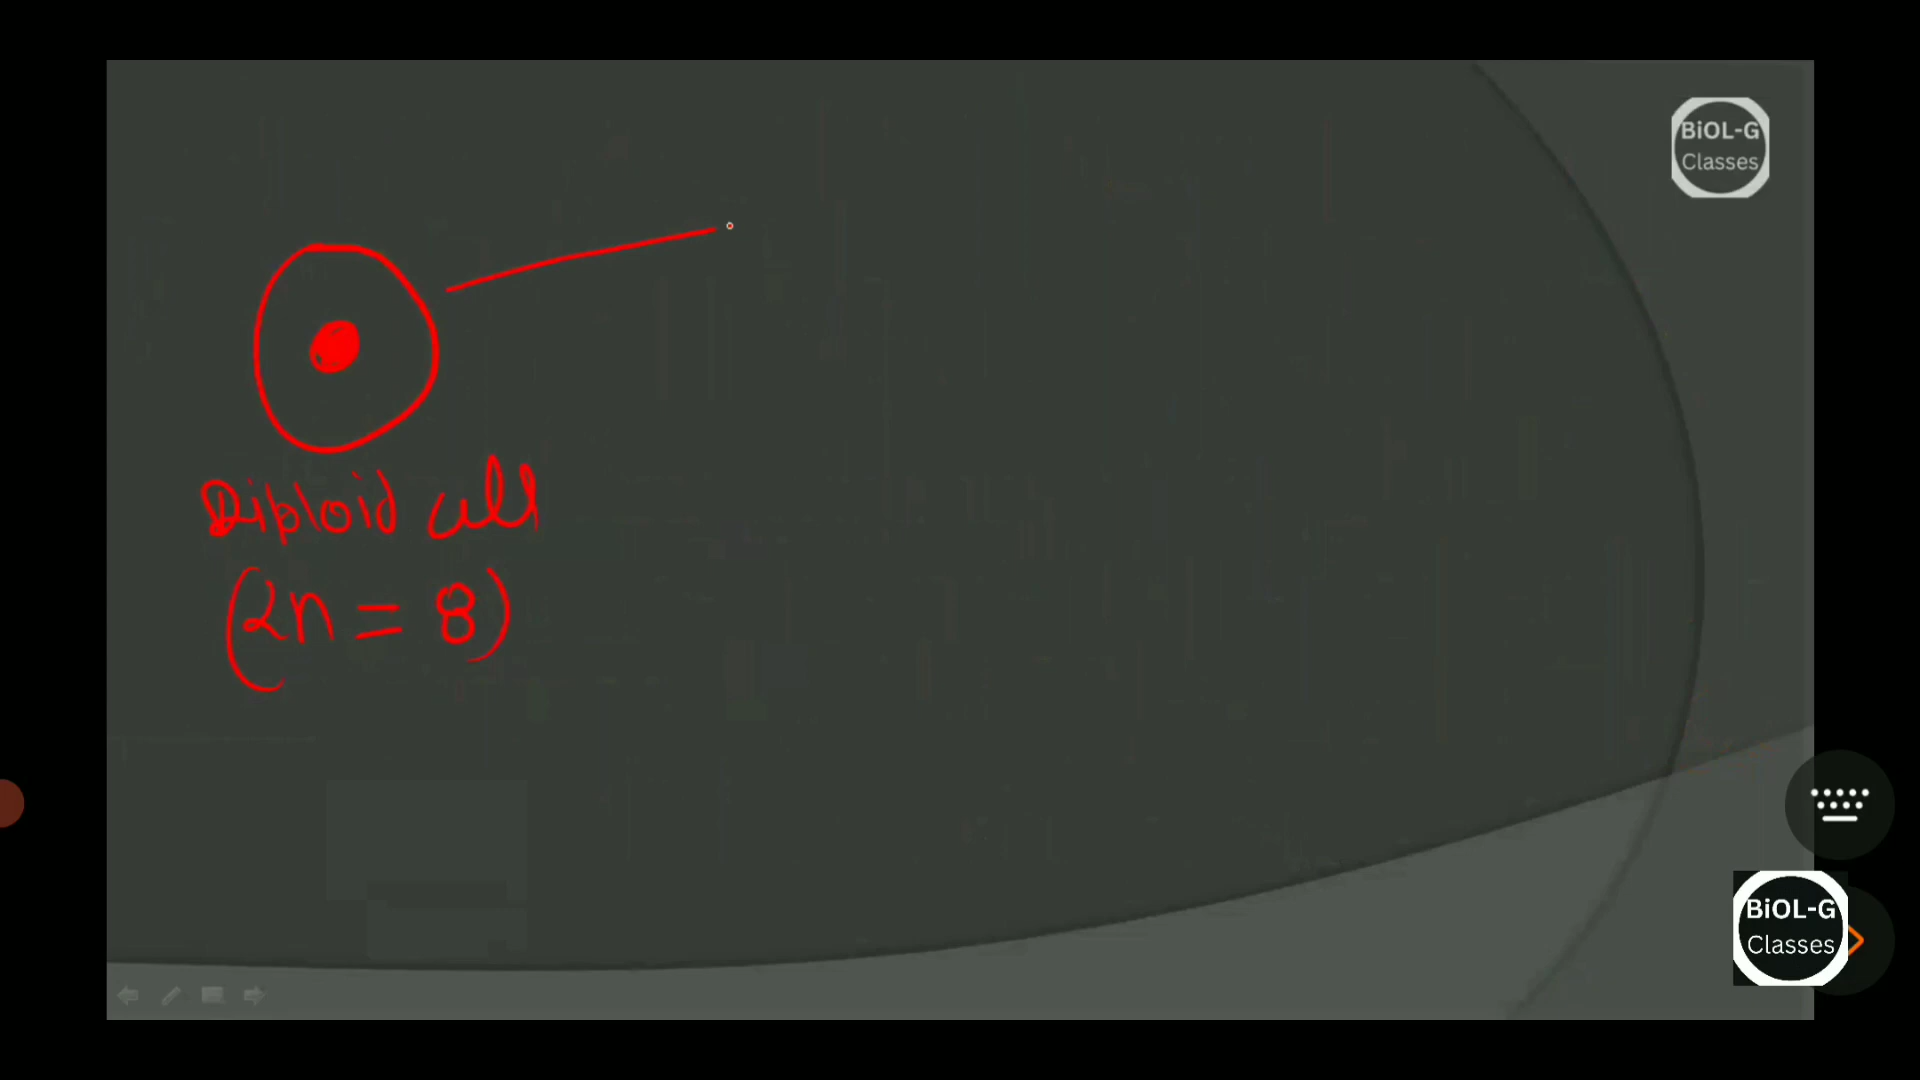 BiOL-G
Classes
Diploid cell
(2n = 8)
BiOL-G
Classes